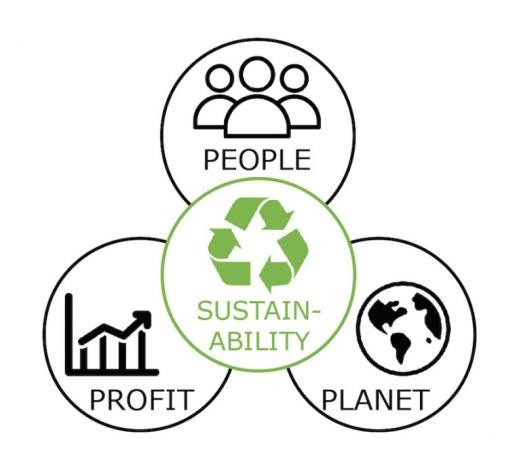 PEOPLE
SUSTAIN-
ABILITY
PROFIT
PLANET